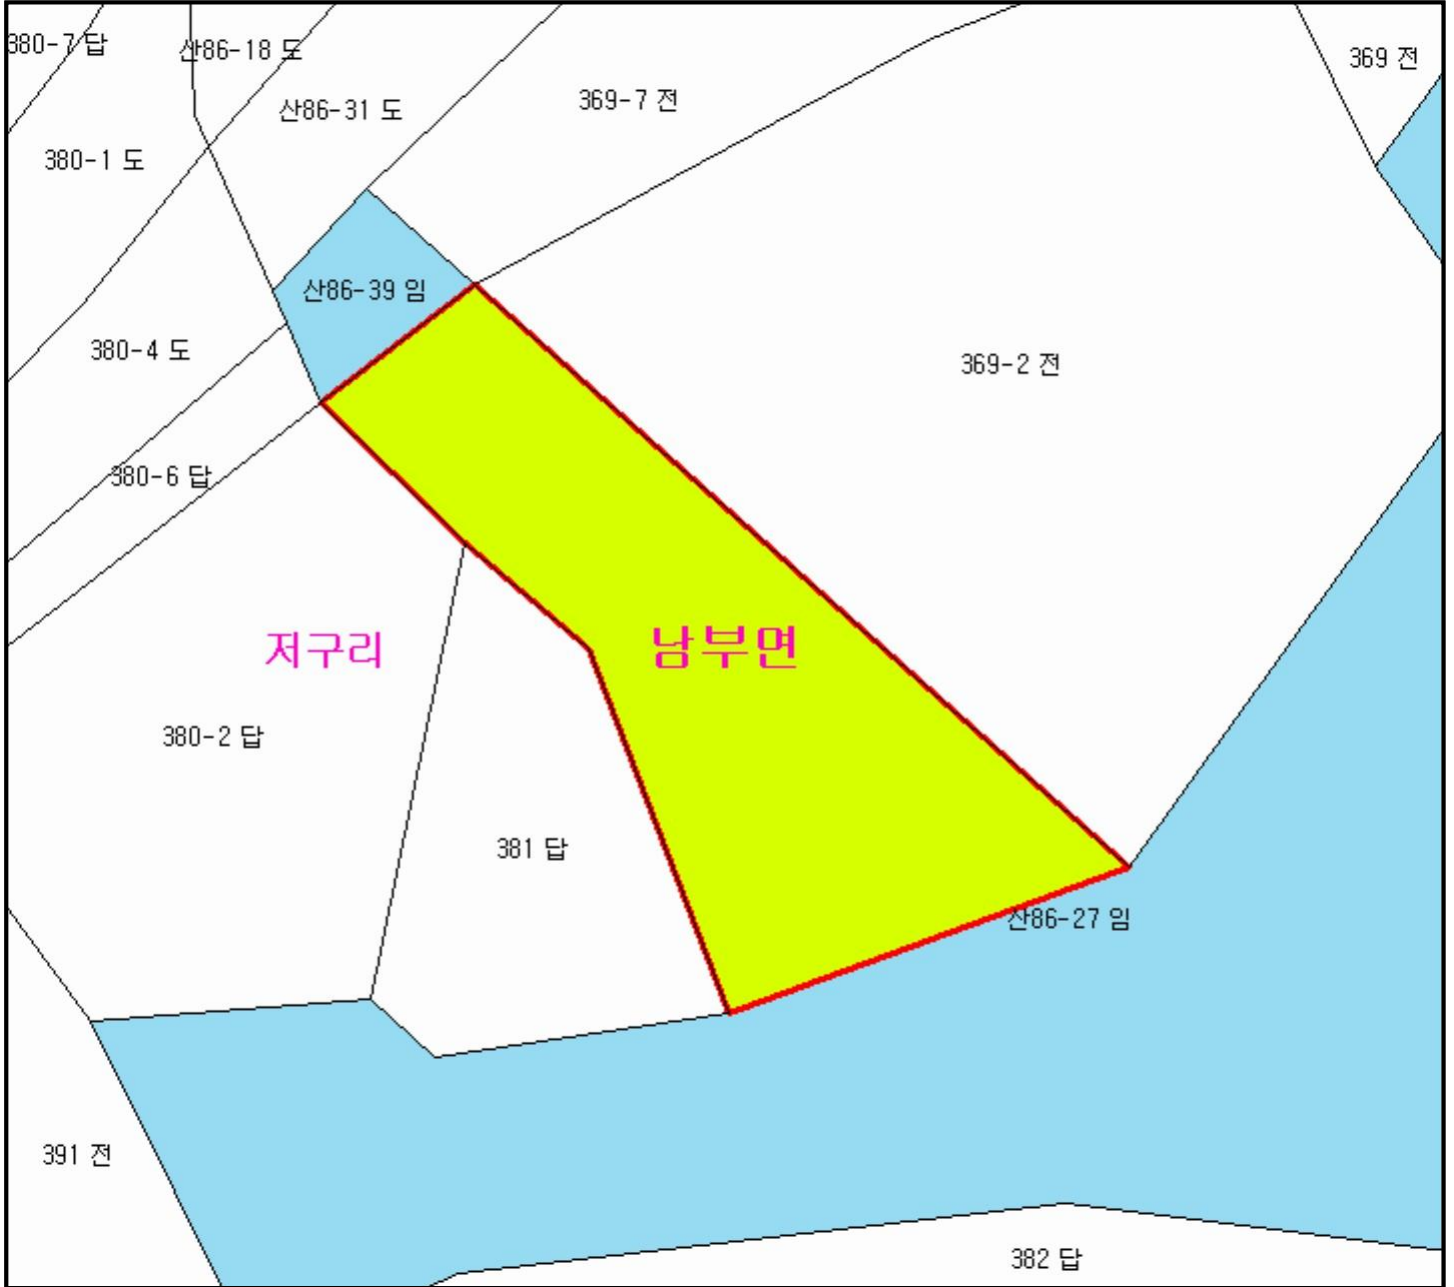 380-7 답
산86-18 도
369 전
369-7 전
산86-31 도
380-1 도
산86-39 임
380-4 도
369-2 전
380-6 답
저구리
남부면
380-2 답
381 답
산86-27 임
391 전
382 답